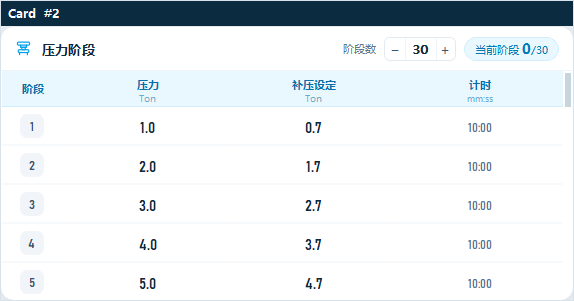 Card #2
压力阶段 阶段数 − 30 + 当前阶段 0/30
阶段 压力 补压设定 计时
Ton Ton mm:ss
1 1.0 0.7 10:00
2 2.0 1.7 10:00
3 3.0 2.7 10:00
4 4.0 3.7 10:00
5 5.0 4.7 10:00